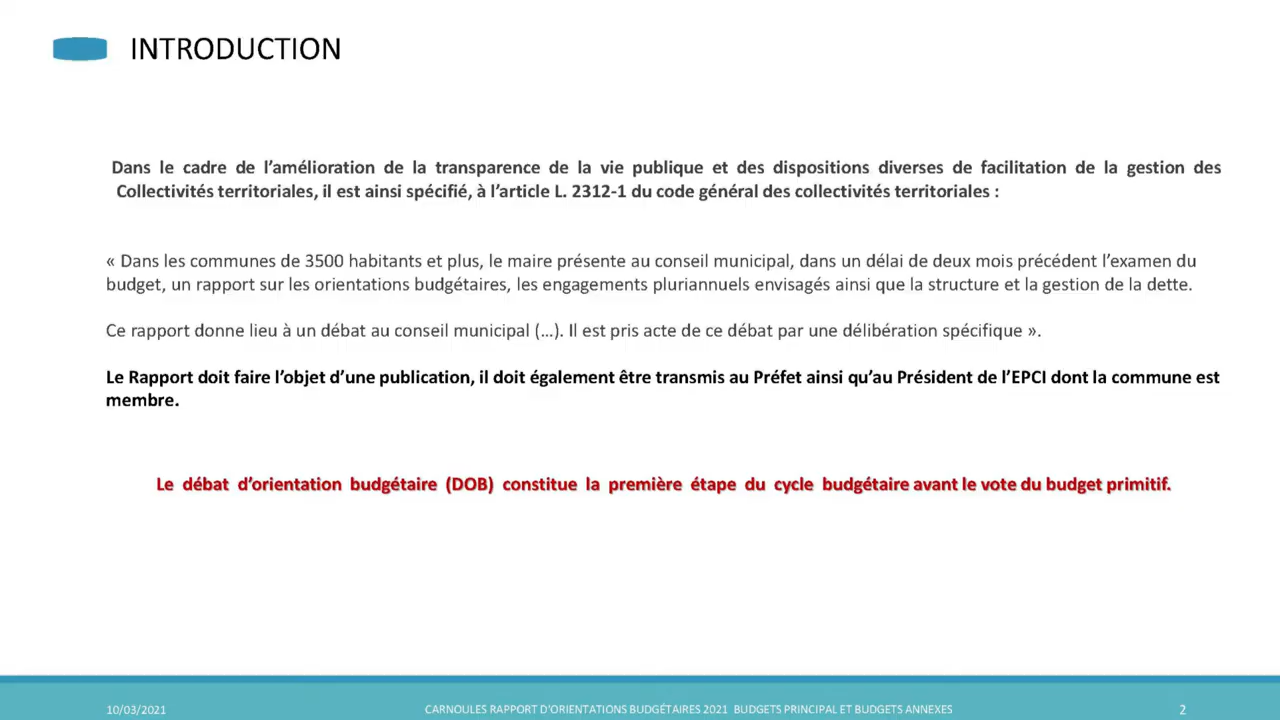 INTRODUCTION
Dans le cadre de l’amélioration de la transparence de la vie publique et des dispositions diverses de facilitation de la gestion des
Collectivités territoriales, il est ainsi spécifié, à l’article L. 2312-1 du code général des collectivités territoriales :
« Dans les communes de 3500 habitants et plus, le maire présente au conseil municipal, dans un délai de deux mois précédent l’examen du
budget, un rapport sur les orientations budgétaires, les engagements pluriannuels envisagés ainsi que la structure et la gestion de la dette.
Ce rapport donne lieu à un débat au conseil municipal (…). Il est pris acte de ce débat par une délibération spécifique ».
Le Rapport doit faire l’objet d’une publication, il doit également être transmis au Préfet ainsi qu’au Président de l’EPCI dont la commune est
membre.
Le débat d’orientation budgétaire (DOB) constitue la première étape du cycle budgétaire avant le vote du budget primitif.
10/03/2021
CARNOULES RAPPORT D'ORIENTATIONS BUDGÉTAIRES 2021 BUDGETS PRINCIPAL ET BUDGETS ANNEXES
2